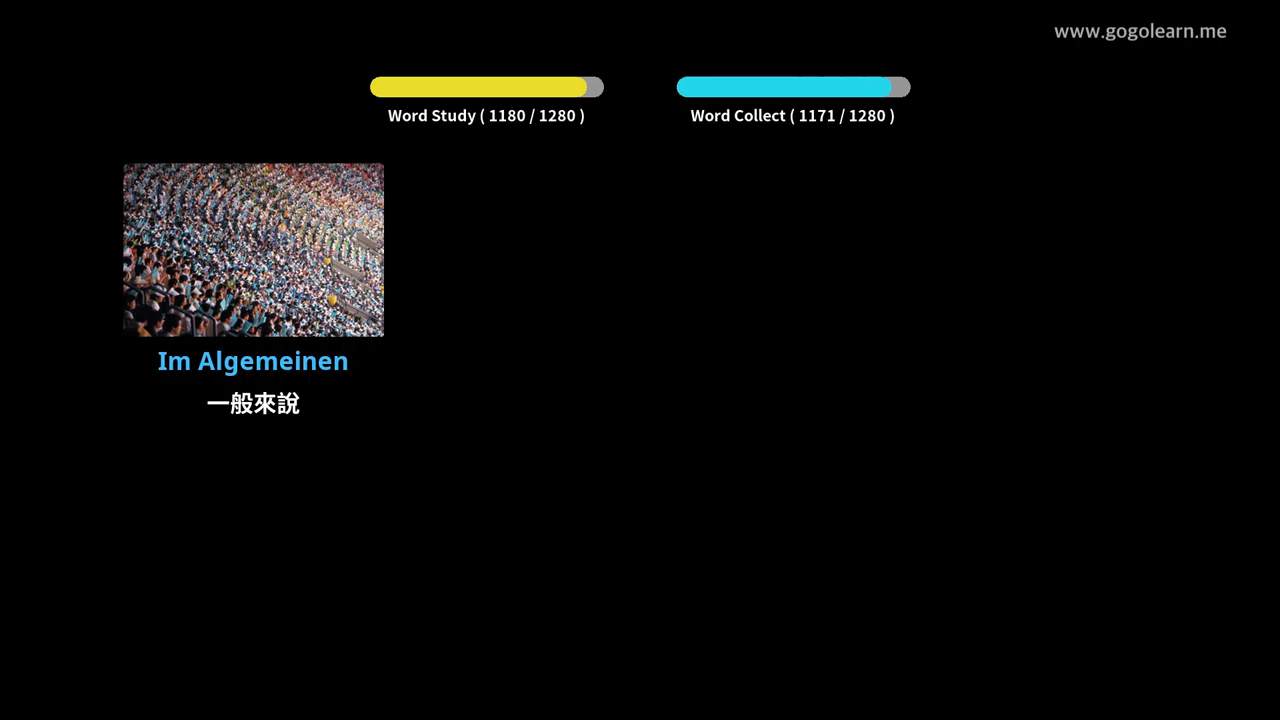 www.gogolearn.me
Word Study ( 1180 / 1280 )
Word Collect ( 1171 / 1280 )
Im Algemeinen
一般來說